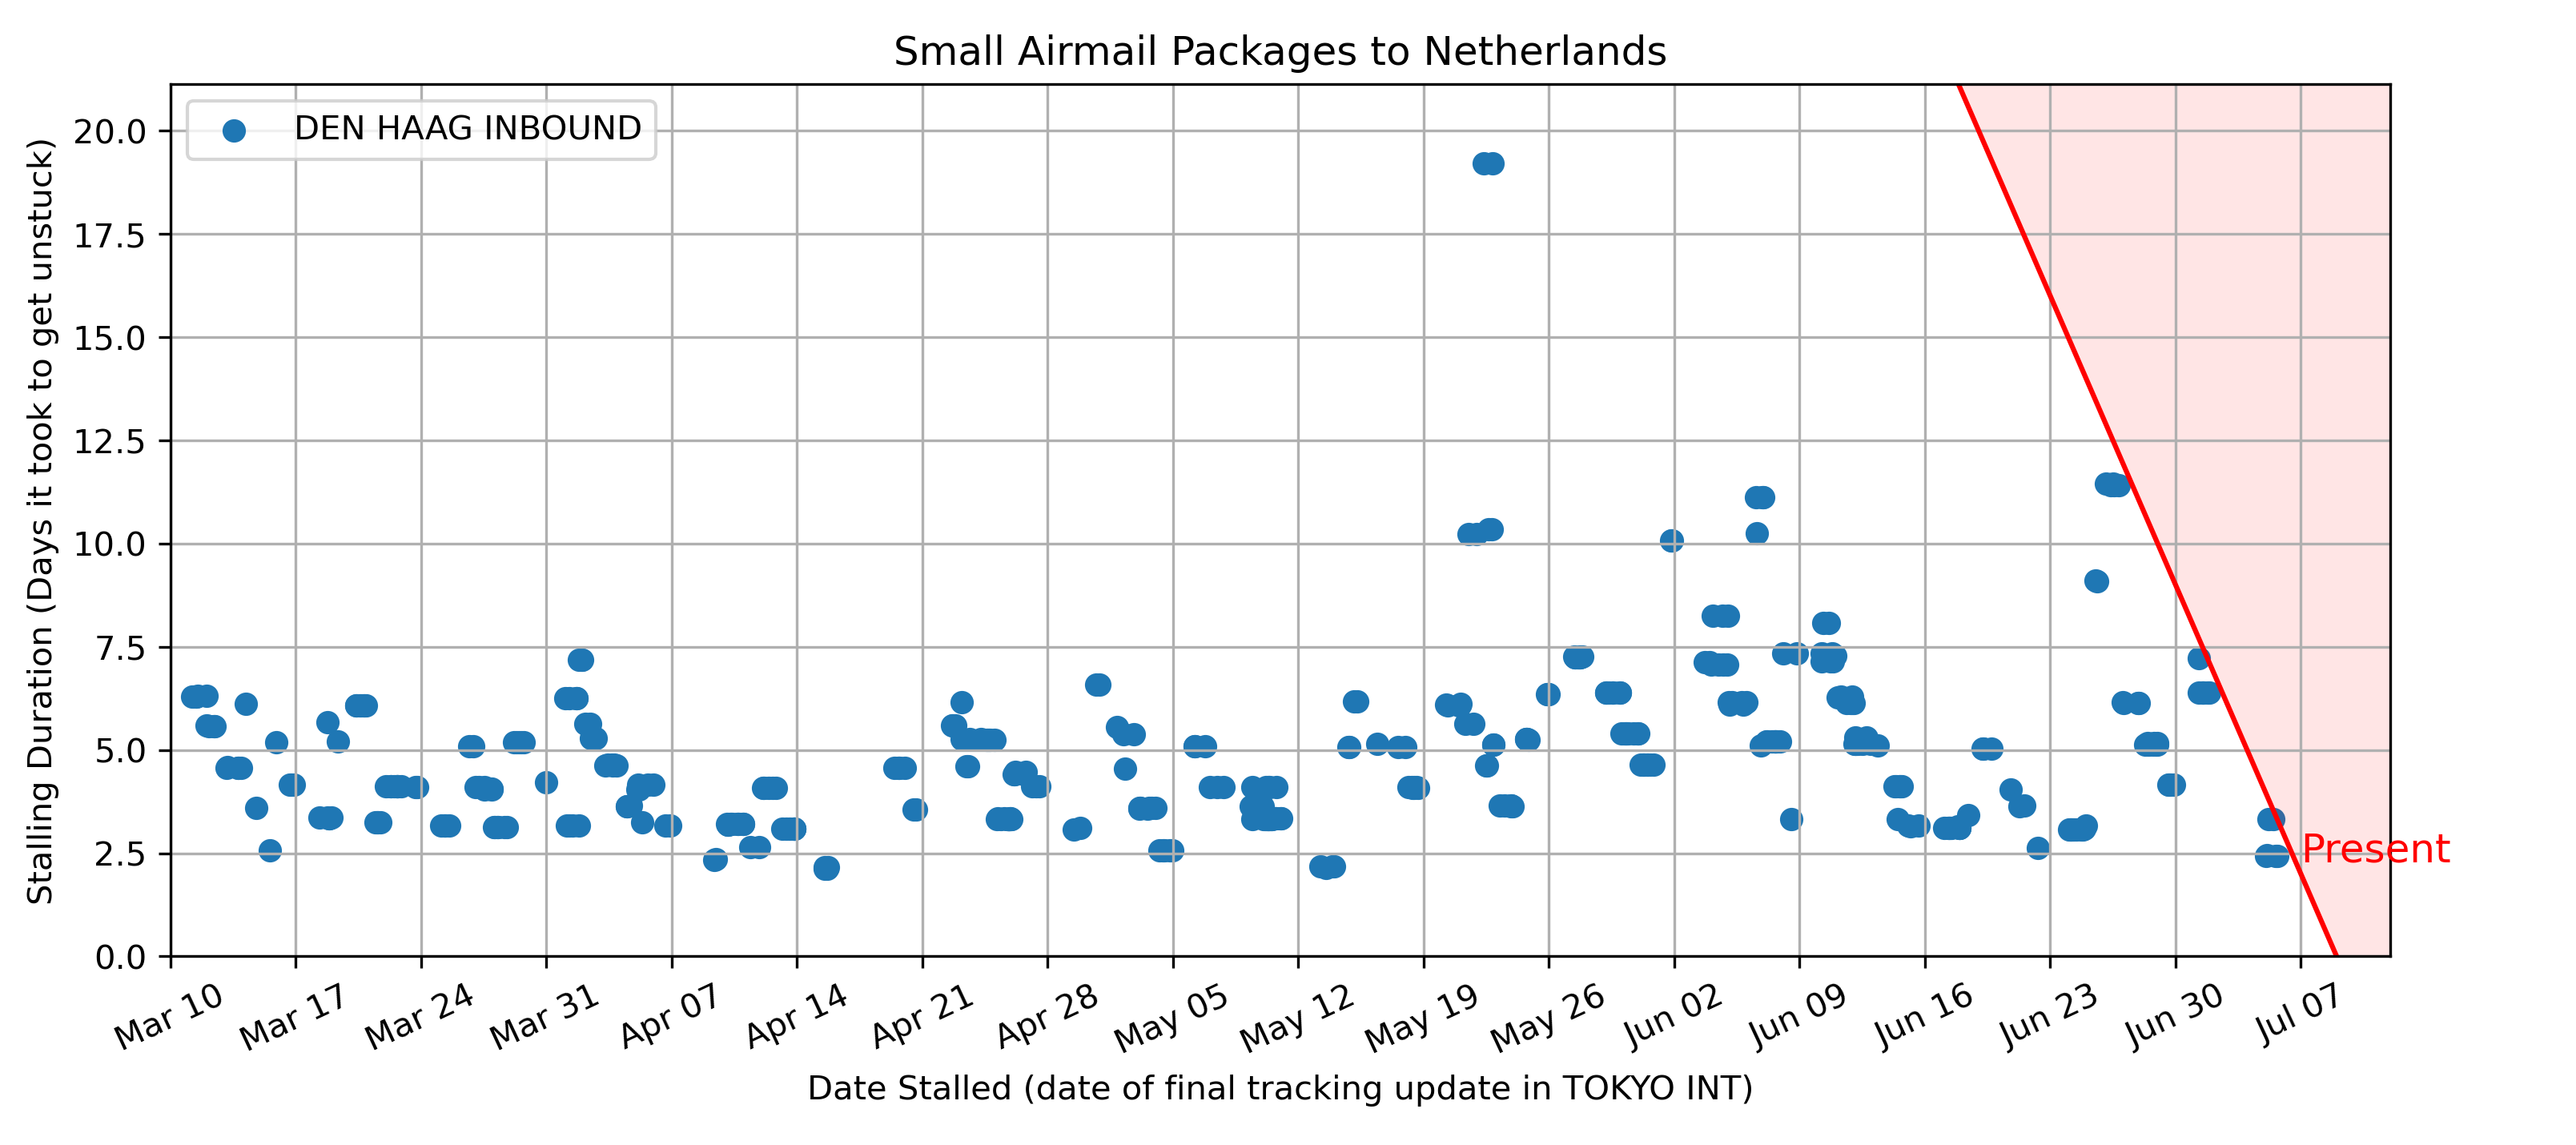 Small Airmail Packages to Netherlands
DEN HAAG INBOUND
Stalling Duration (Days it took to get unstuck)
20.0
17.5
15.0
12.5
10.0
7.5
5.0
2.5
0.0
Present
Mar 10 Mar 17 Mar 24 Mar 31 Apr 07 Apr 14 Apr 21 Apr 28 May 05 May 12 May 19 May 26 Jun 02 Jun 09 Jun 16 Jun 23 Jun 30 Jul 07
Date Stalled (date of final tracking update in TOKYO INT)